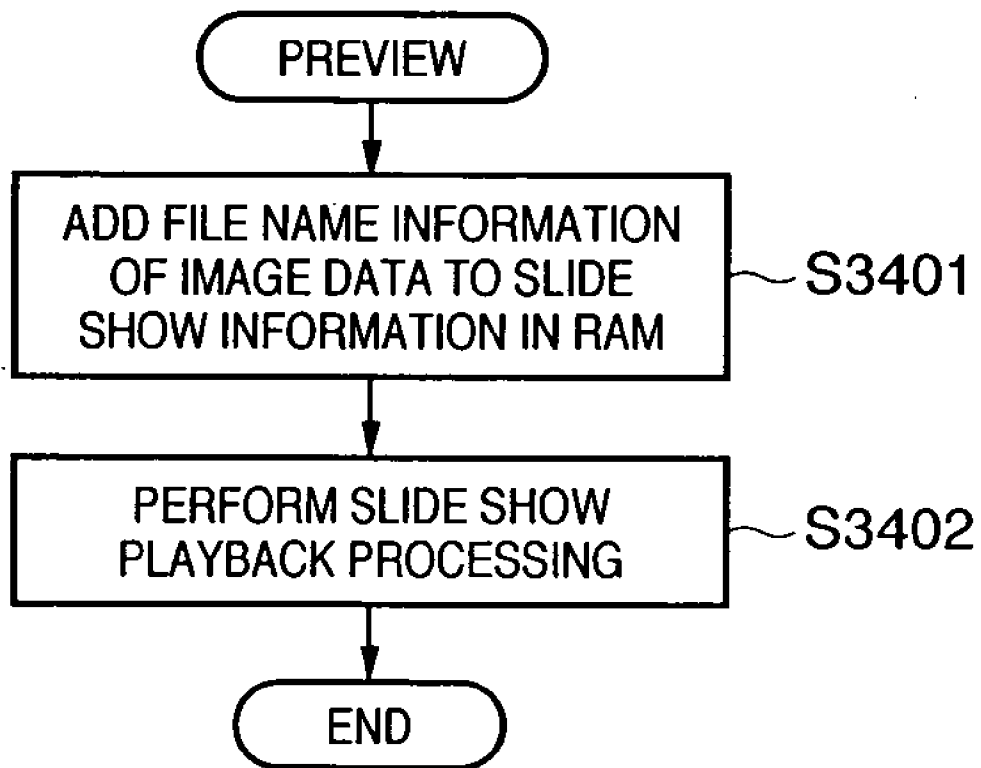 PREVIEW
ADD FILE NAME INFORMATION
OF IMAGE DATA TO SLIDE
SHOW INFORMATION IN RAM
S3401
PERFORM SLIDE SHOW
PLAYBACK PROCESSING
S3402
END